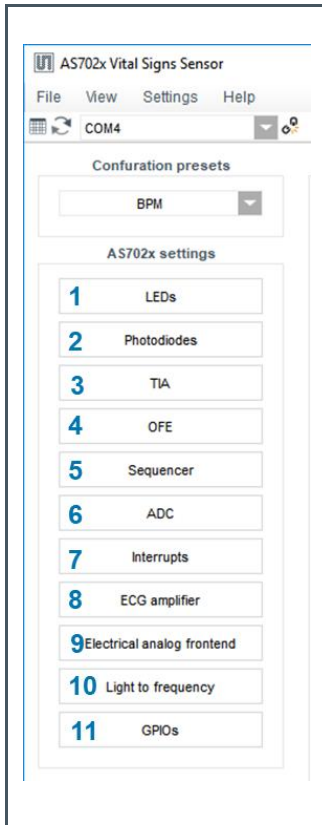 AS702x Vital Signs Sensor
File View Settings Help
COM4
Confuration presets
BPM
AS702x settings
1 LEDs
2 Photodiodes
3 TIA
4 OFE
5 Sequencer
6 ADC
7 Interrupts
8 ECG amplifier
9 Electrical analog frontend
10 Light to frequency
11 GPIOs